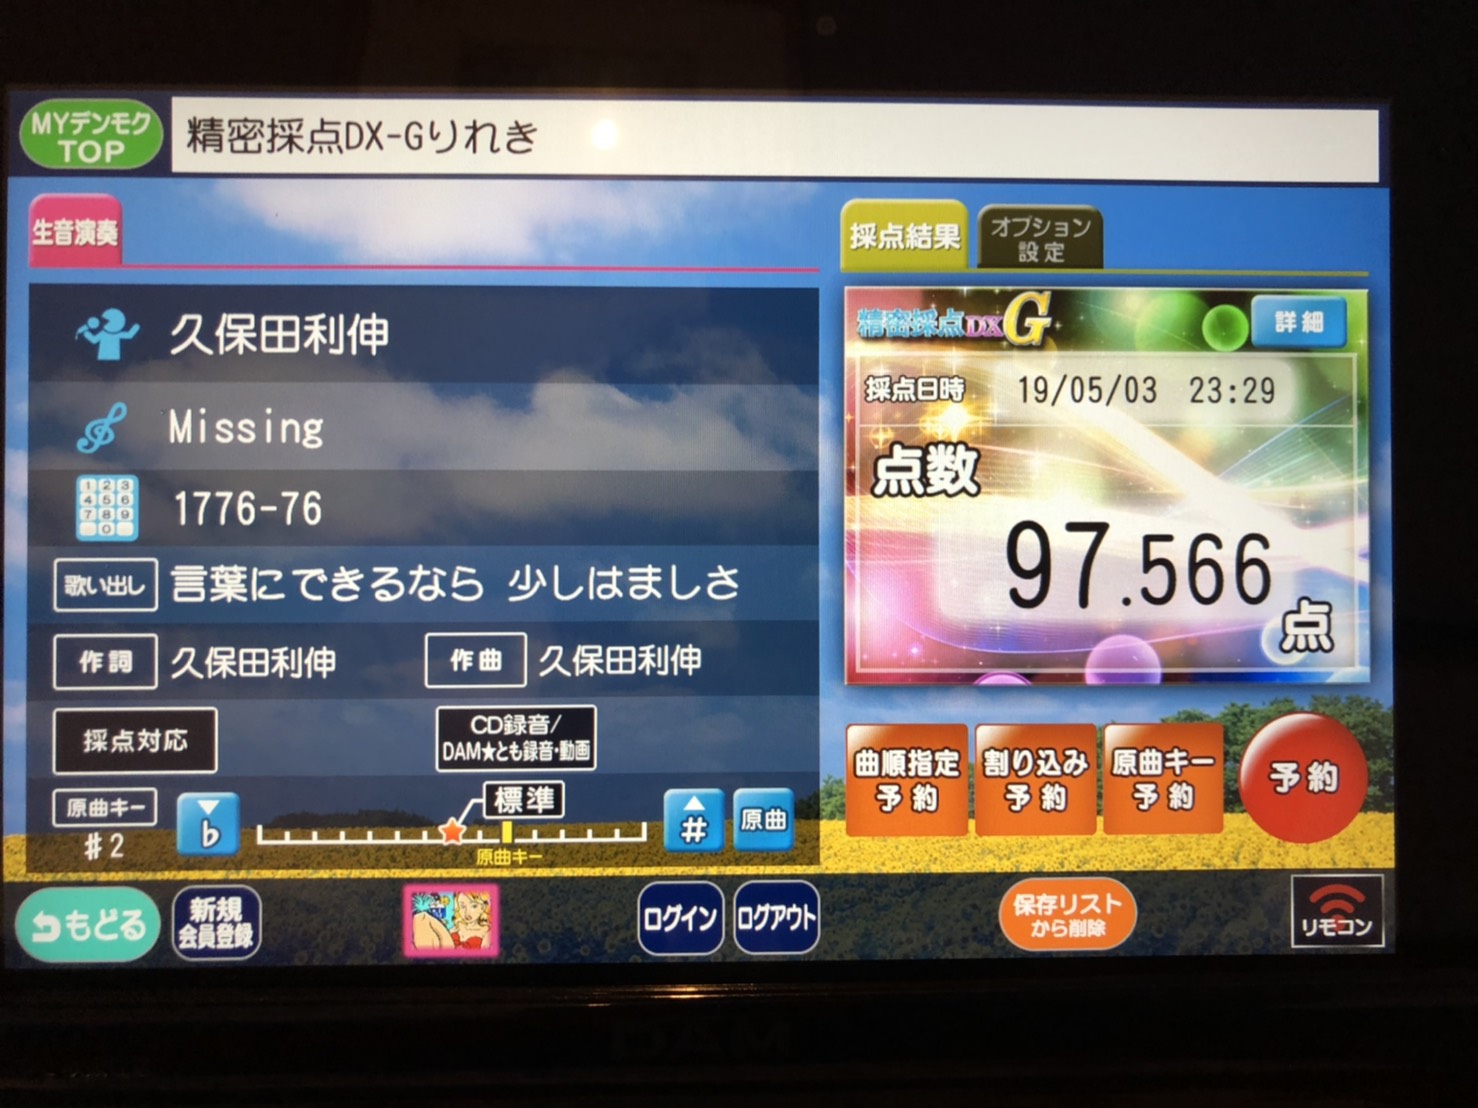 MYデンモク
TOP
精密採点DX-Gりれき
生音演奏
採点結果
オプション
設定
久保田利伸
Missing
1776-76
歌い出し 言葉にできるなら 少しはましさ
作詞 久保田利伸 作曲 久保田利伸
採点対応
CD録音/
DAM★とも録音・動画
原曲キー
♯2
♭
標準
原曲キー
♯
原曲
精密採点DX G
詳細
採点日時 19/05/03 23:29
点数
97.566
点
曲順指定
予約
割り込み
予約
原曲キー
予約
予約
もどる
新規
会員登録
ログイン
ログアウト
保存リスト
から削除
リモコン
DAM